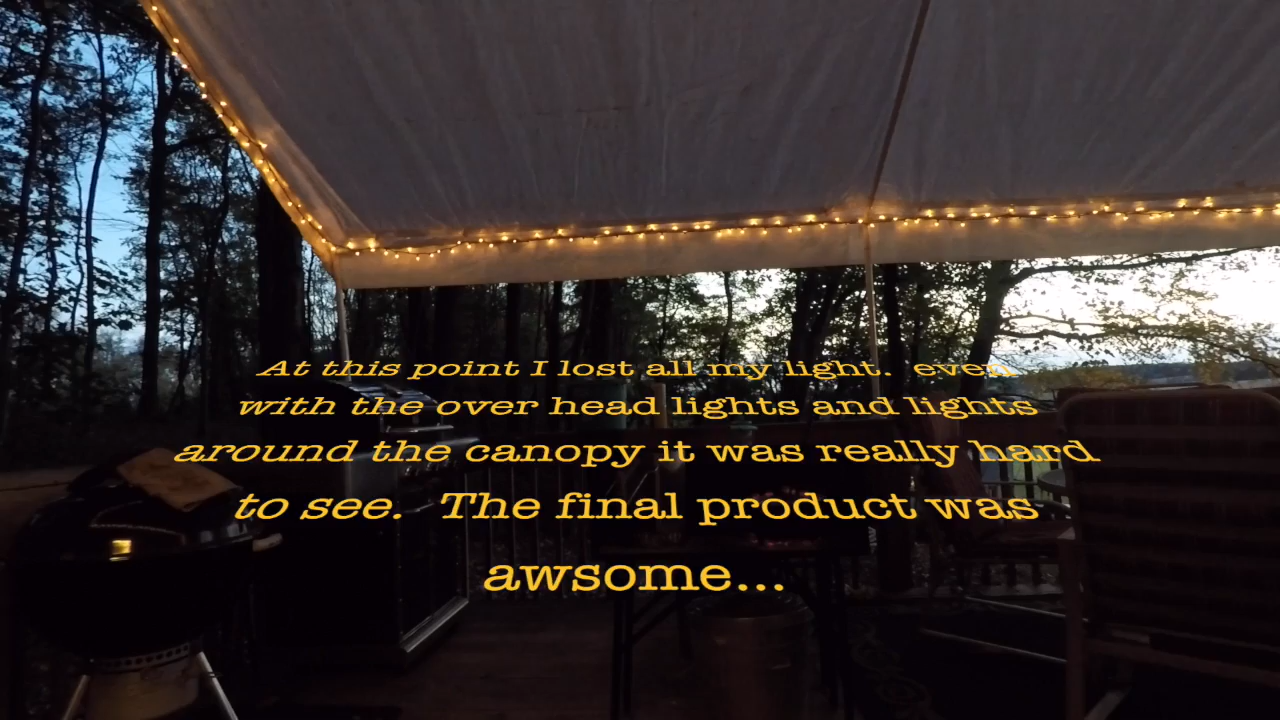 At this point I lost all my light.  even
with the over head lights and lights
around the canopy it was really hard
to see.  The final product was
awsome...